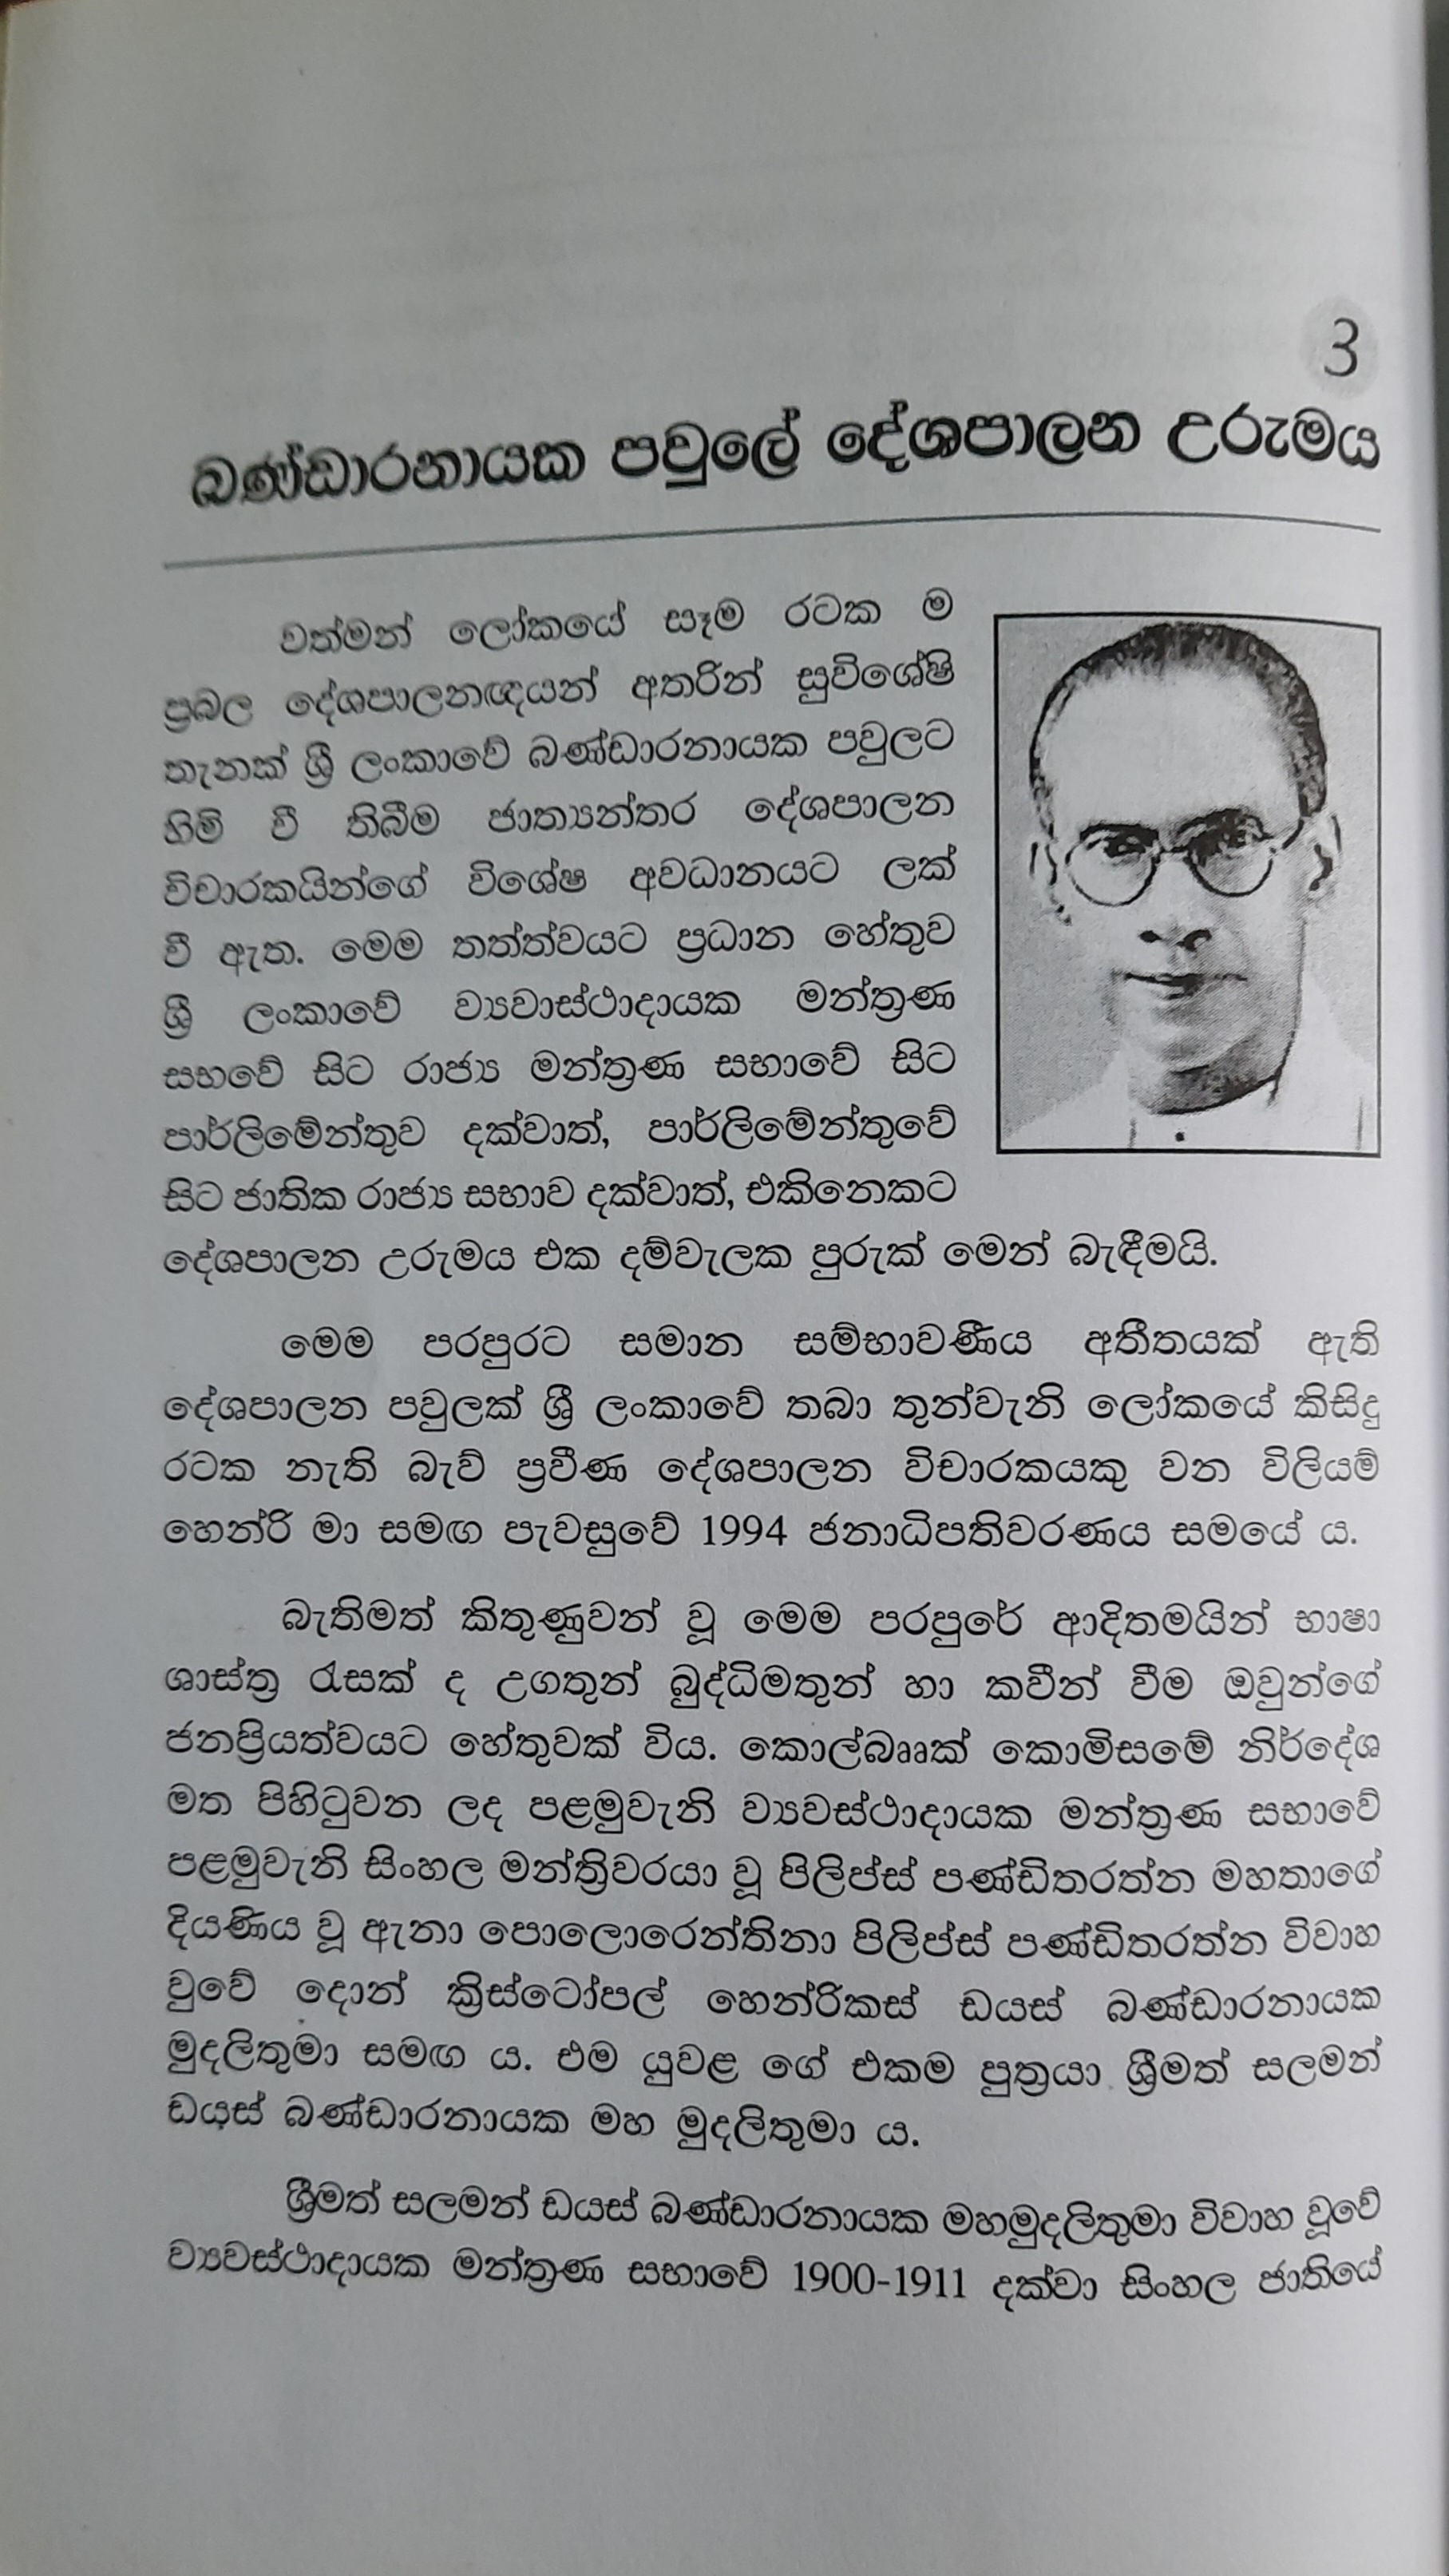 3
බණ්ඩාරනායක පවුලේ දේශපාලන උරුමය
වත්මන් ලෝකයේ සෑම රටක ම
ප්‍රබල දේශපාලනඥයන් අතරින් සුවිශේෂි
තැනක් ශ්‍රී ලංකාවේ බණ්ඩාරනායක පවුලට
හිමි වී තිබීම ජාත්‍යන්තර දේශපාලන
විචාරකයින්ගේ විශේෂ අවධානයට ලක්
වී ඇත. මෙම තත්ත්වයට ප්‍රධාන හේතුව
ශ්‍රී ලංකාවේ ව්‍යවාස්ථාදායක මන්ත්‍රණ
සභවේ සිට රාජ්‍ය මන්ත්‍රණ සභාවේ සිට
පාර්ලිමේන්තුව දක්වාත්, පාර්ලිමේන්තුවේ
සිට ජාතික රාජ්‍ය සභාව දක්වාත්, එකිනෙකට
දේශපාලන උරුමය එක දම්වැලක පුරුක් මෙන් බැඳීමයි.
මෙම පරපුරට සමාන සම්භාවණීය අතීතයක් ඇති
දේශපාලන පවුලක් ශ්‍රී ලංකාවේ තබා තුන්වැනි ලෝකයේ කිසිදු
රටක නැති බැව් ප්‍රවීණ දේශපාලන විචාරකයකු වන විලියම්
හෙන්රි මා සමඟ පැවසුවේ 1994 ජනාධිපතිවරණය සමයේ ය.
බැතිමත් කිතුණුවන් වූ මෙම පරපුරේ ආදිතමයින් භාෂා
ශාස්ත්‍ර රැසක් ද උගතුන් බුද්ධිමතුන් හා කවීන් වීම ඔවුන්ගේ
ජනප්‍රියත්වයට හේතුවක් විය. කොල්බෲක් කොමිසමේ නිර්දේශ
මත පිහිටුවන ලද පළමුවැනි ව්‍යවස්ථාදායක මන්ත්‍රණ සභාවේ
පළමුවැනි සිංහල මන්ත්‍රිවරයා වූ පිලිප්ස් පණ්ඩිතරත්න මහතාගේ
දියණිය වූ ඇනා පොලොරෙන්තිනා පිලිප්ස් පණ්ඩිතරත්න විවාහ
වුවේ දොන් ක්‍රිස්ටෝපල් හෙන්රිකස් ඩයස් බණ්ඩාරනායක
මුදලිතුමා සමඟ ය. එම යුවළ ගේ එකම පුත්‍රයා ශ්‍රීමත් සලමන්
ඩයස් බණ්ඩාරනායක මහ මුදලිතුමා ය.
ශ්‍රීමත් සලමන් ඩයස් බණ්ඩාරනායක මහමුදලිතුමා විවාහ වූවේ
ව්‍යවස්ථාදායක මන්ත්‍රණ සභාවේ 1900-1911 දක්වා සිංහල ජාතියේ